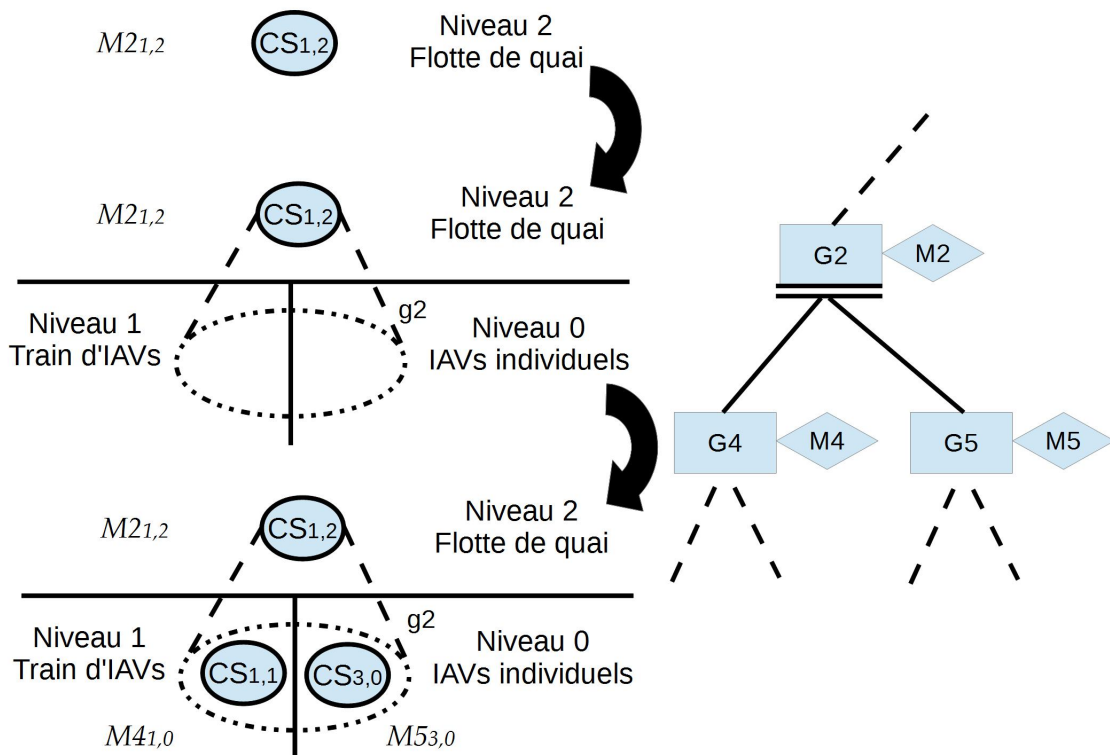 M21,2
CS1,2
Niveau 2
Flotte de quai
M21,2
CS1,2
Niveau 2
Flotte de quai
Niveau 1
Train d'IAVs
g2
Niveau 0
IAVs individuels
M21,2
CS1,2
Niveau 2
Flotte de quai
Niveau 1
Train d'IAVs
g2
Niveau 0
IAVs individuels
CS1,1
CS3,0
M41,0
M53,0
G2
M2
G4
M4
G5
M5